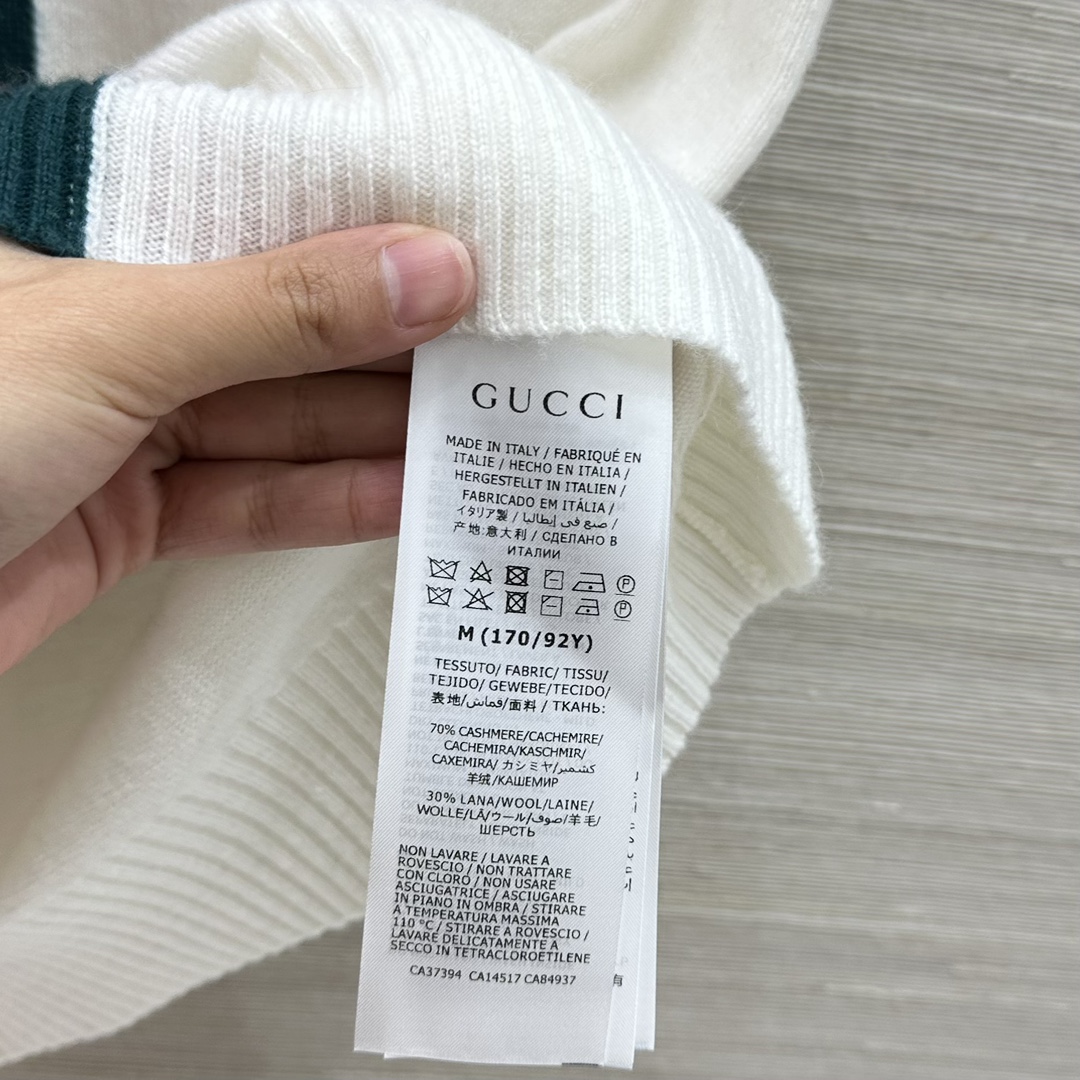 GUCCI
MADE IN ITALY / FABRIQUÉ EN
ITALIE / HECHO EN ITALIA /
HERGESTELLT IN ITALIEN /
FABRICADO EM ITÁLIA /
イタリア製 / صنع في إيطاليا /
产地:意大利 / СДЕЛАНО В
ИТАЛИИ
P
P
M (170/92Y)
TESSUTO/ FABRIC/ TISSU/
TEJIDO/ GEWEBE/TECIDO/
表地/قماش/面料 / ТКАНЬ:
70% CASHMERE/CACHEMIRE/
CACHEMIRA/KASCHMIR/
CAXEMIRA/ カシミヤ/كشمير
羊绒/КАШЕМИР
30% LANA/WOOL/LAINE/
WOLLE/LÃ/ウール/صوف/羊毛/
ШЕРСТЬ
NON LAVARE / LAVARE A
ROVESCIO / NON TRATTARE
CON CLORO / NON USARE
ASCIUGATRICE / ASCIUGARE
IN PIANO IN OMBRA / STIRARE
A TEMPERATURA MASSIMA
110 °C / STIRARE A ROVESCIO /
LAVARE DELICATAMENTE A
SECCO IN TETRACLOROETILENE
CA37394 CA14517 CA84937
有